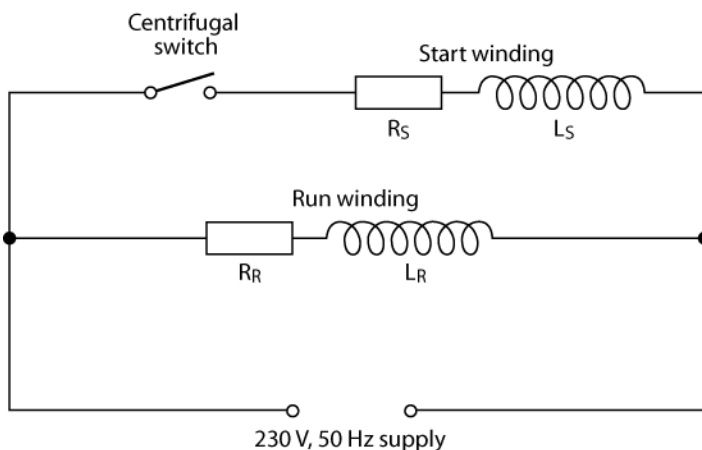 Centrifugal
switch
Start winding
RS
LS
Run winding
RR
LR
230 V, 50 Hz supply